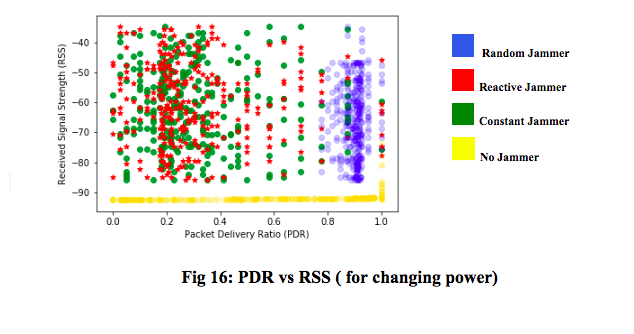 −40
−50
−60
−70
−80
−90
Received Signal Strength (RSS)
0.0 0.2 0.4 0.6 0.8 1.0
Packet Delivery Ratio (PDR)
Random Jammer
Reactive Jammer
Constant Jammer
No Jammer
Fig 16: PDR vs RSS ( for changing power)